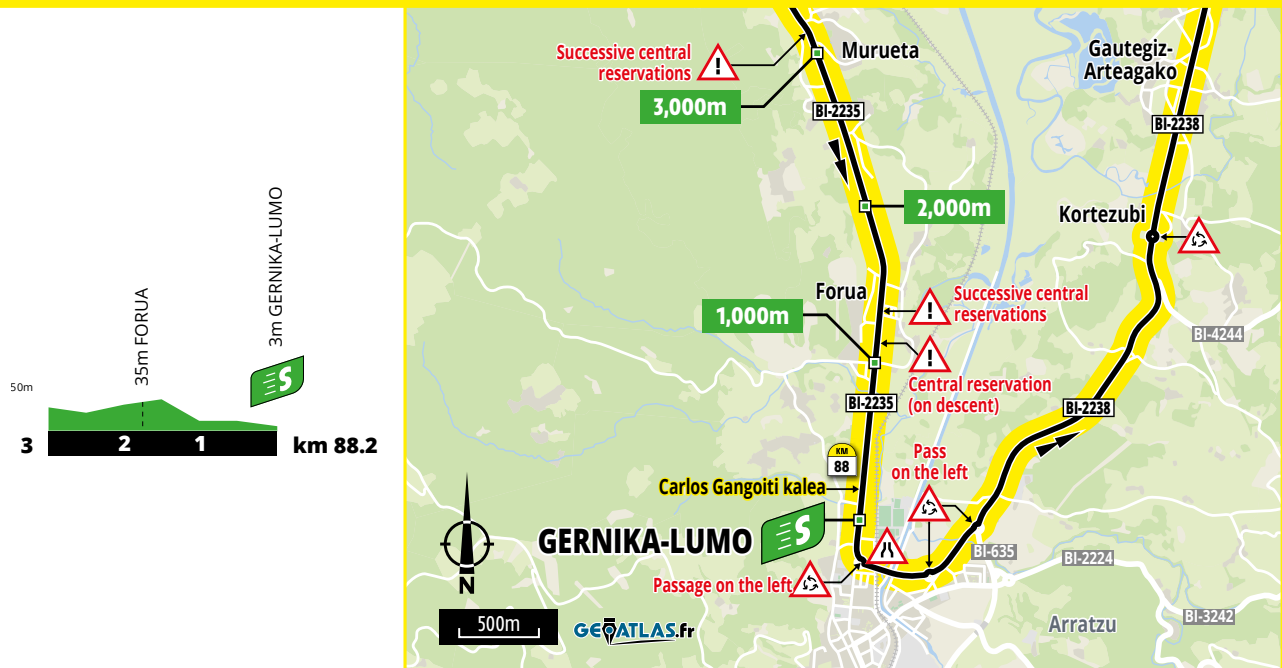 50m
35m FORUA
3m GERNIKA-LUMO
S
3 2 1 km 88.2
Successive central
reservations
!
3,000m
Murueta
BI-2235
Gautegiz-
Arteagako
BI-2238
2,000m
Kortezubi
Forua
Successive central
reservations
!
1,000m
!
Central reservation
(on descent)
BI-4244
BI-2235
BI-2238
KM
88
Pass
on the left
Carlos Gangoiti kalea
GERNIKA-LUMO
S
BI-635
BI-2224
Passage on the left
N
500m
GEOATLAS.fr
Arratzu
BI-3242